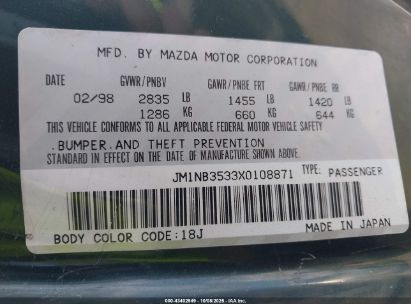 MFD. BY MAZDA MOTOR CORPORATION
DATE GVWR/PNBV GAWR/PNBE FRT GAWR/PNBE RR
02/98 2835 LB 1455 LB 1420 LB
1286 KG 660 KG 644 KG
THIS VEHICLE CONFORMS TO ALL APPLICABLE FEDERAL MOTOR VEHICLE SAFETY
BUMPER AND THEFT PREVENTION
STANDARD IN EFFECT ON THE DATE OF MANUFACTURE SHOWN ABOVE.
JM1NB3533X0108871 TYPE: PASSENGER
BODY COLOR CODE:18J MADE IN JAPAN